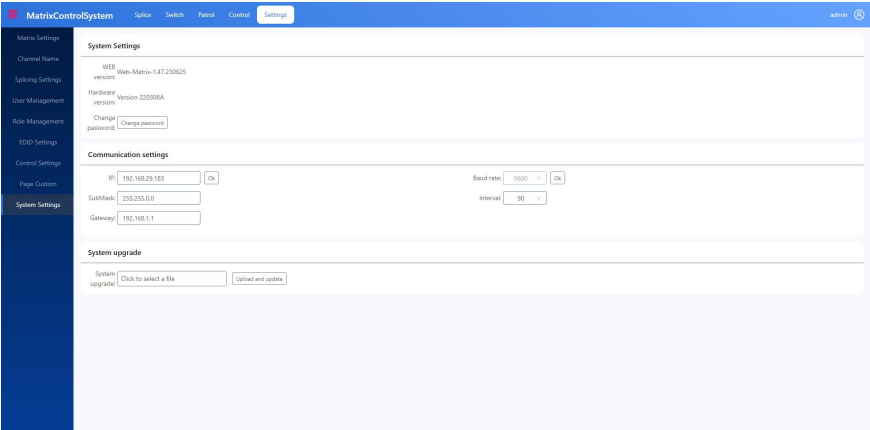 MatrixControlSystem Splice Switch Patrol Control Settings admin
Matrix Settings
Channel Name
Splicing Settings
User Management
Role Management
EDID Settings
Control Settings
Page Custom
System Settings
System Settings
WEB version: Web-Matrix-1.47.230625
Hardware version: Version 220308A
Change password: Change password
Communication settings
IP: 192.168.29.183 Ok Baud rate: 9600 Ok
SubMask: 255.255.0.0 Interval: 90
Gateway: 192.168.1.1
System upgrade
System upgrade: Click to select a file Upload and update